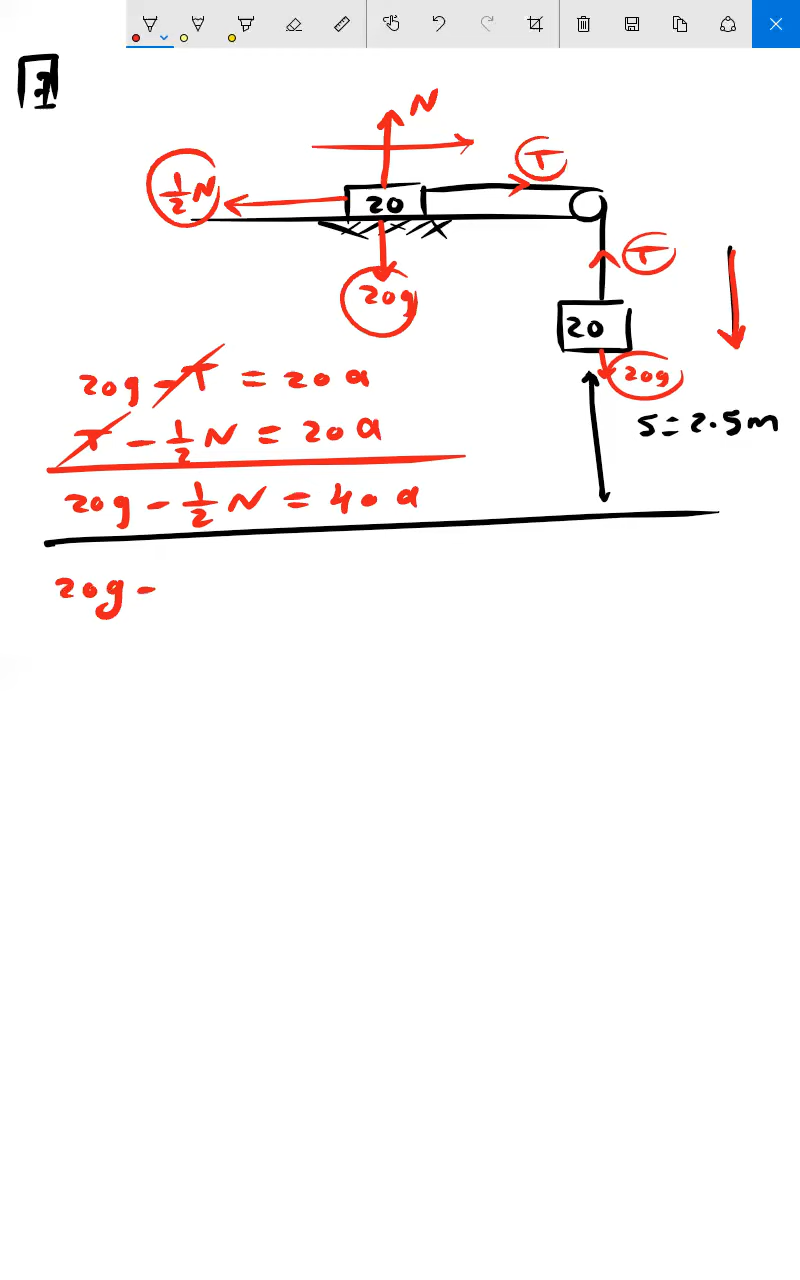 N
T
½N
20
20g
T
20
20g
S = 2.5m
20g - T = 20a
T - ½N = 20a
20g - ½N = 40a
20g -